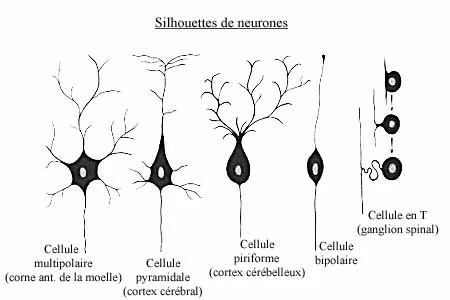 Silhouettes de neurones
Cellule
multipolaire
(corne ant. de la moelle)
Cellule
pyramidale
(cortex cérébral)
Cellule
piriforme
(cortex cérébelleux)
Cellule
bipolaire
Cellule en T
(ganglion spinal)